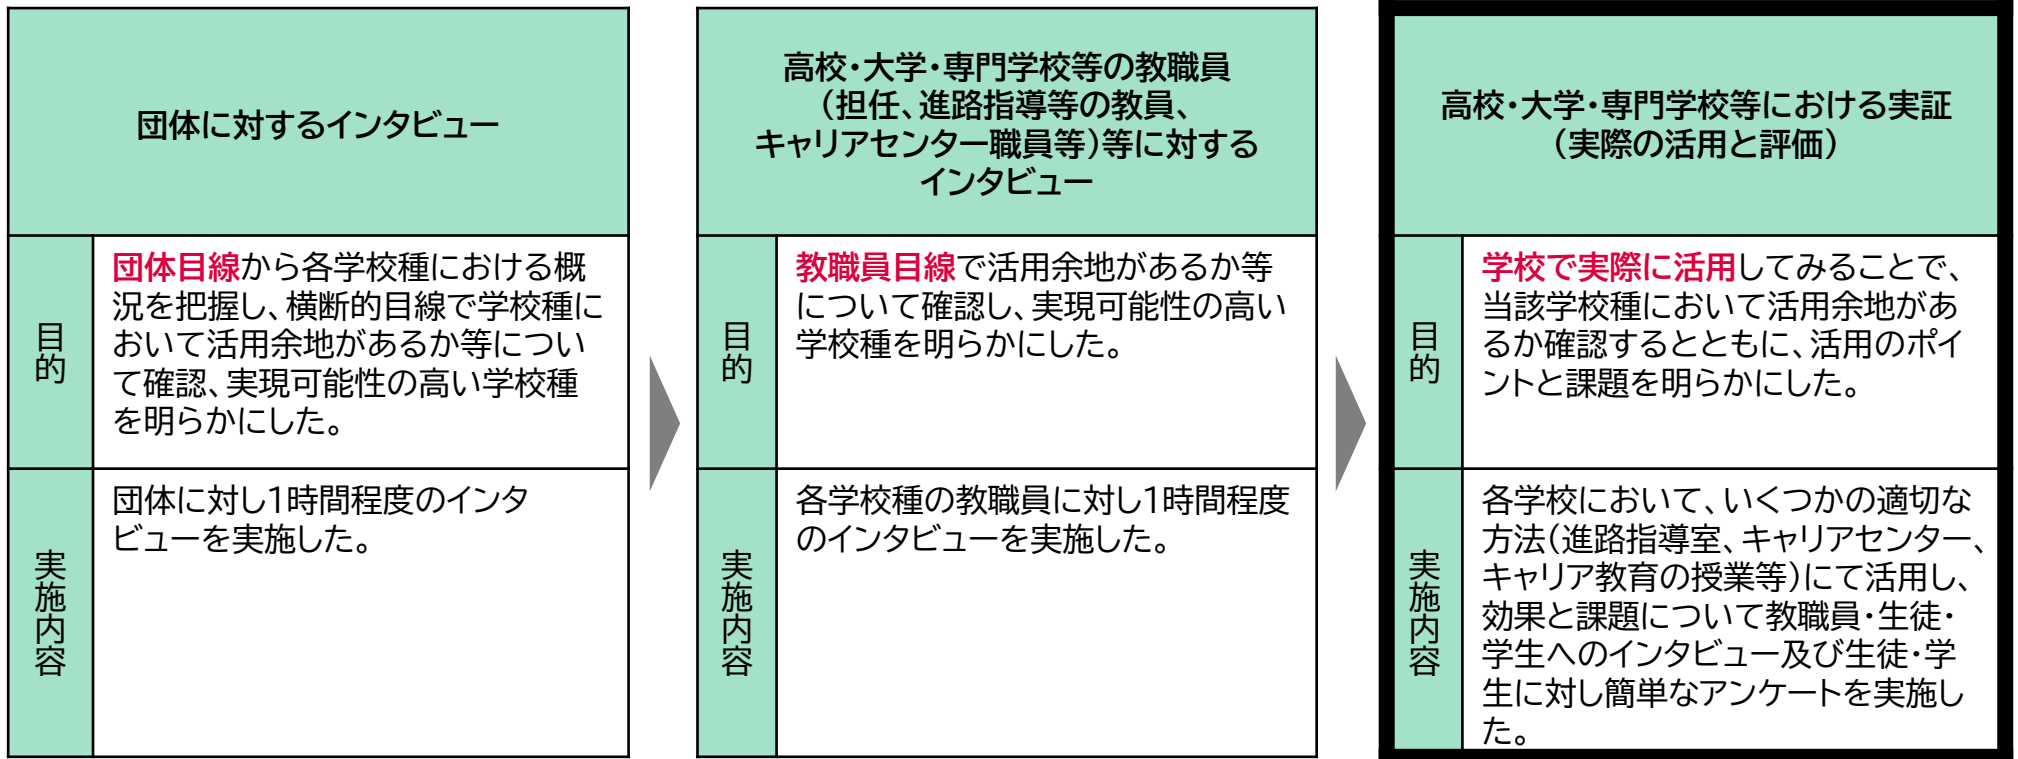 団体に対するインタビュー
目的
団体目線から各学校種における概
況を把握し、横断的目線で学校種に
おいて活用余地があるか等につい
て確認、実現可能性の高い学校種
を明らかにした。
実施内容
団体に対し1時間程度のインタ
ビューを実施した。
高校・大学・専門学校等の教職員
（担任、進路指導等の教員、
キャリアセンター職員等）等に対する
インタビュー
目的
教職員目線で活用余地があるか等
について確認し、実現可能性の高い
学校種を明らかにした。
実施内容
各学校種の教職員に対し1時間程度
のインタビューを実施した。
高校・大学・専門学校等における実証
（実際の活用と評価）
目的
学校で実際に活用してみることで、
当該学校種において活用余地があ
るか確認するとともに、活用のポイ
ントと課題を明らかにした。
実施内容
各学校において、いくつかの適切な
方法（進路指導室、キャリアセンター、
キャリア教育の授業等）にて活用し、
効果と課題について教職員・生徒・
学生へのインタビュー及び生徒・学
生に対し簡単なアンケートを実施し
た。